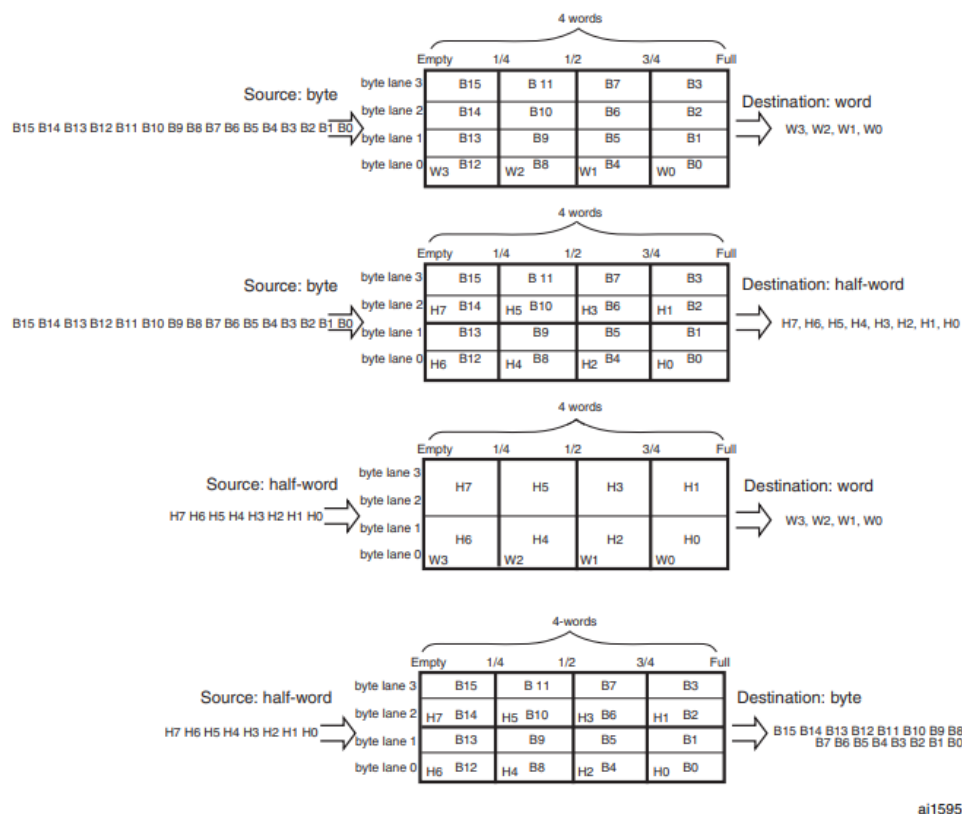 4 words
Empty 1/4 1/2 3/4 Full
byte lane 3 B15 B 11 B7 B3
Source: byte byte lane 2 B14 B10 B6 B2 Destination: word
B15 B14 B13 B12 B11 B10 B9 B8 B7 B6 B5 B4 B3 B2 B1 B0 byte lane 1 B13 B9 B5 B1 W3, W2, W1, W0
byte lane 0 W3 B12 W2 B8 W1 B4 W0 B0
4 words
Empty 1/4 1/2 3/4 Full
byte lane 3 B15 B 11 B7 B3
Source: byte byte lane 2 H7 B14 H5 B10 H3 B6 H1 B2 Destination: half-word
B15 B14 B13 B12 B11 B10 B9 B8 B7 B6 B5 B4 B3 B2 B1 B0 byte lane 1 B13 B9 B5 B1 H7, H6, H5, H4, H3, H2, H1, H0
byte lane 0 H6 B12 H4 B8 H2 B4 H0 B0
4 words
Empty 1/4 1/2 3/4 Full
byte lane 3
Source: half-word H7 H5 H3 H1 Destination: word
byte lane 2
H7 H6 H5 H4 H3 H2 H1 H0 byte lane 1 W3, W2, W1, W0
H6 H4 H2 H0
byte lane 0 W3 W2 W1 W0
4-words
Empty 1/4 1/2 3/4 Full
byte lane 3 B15 B 11 B7 B3
Source: half-word byte lane 2 H7 B14 H5 B10 H3 B6 H1 B2 Destination: byte
H7 H6 H5 H4 H3 H2 H1 H0 byte lane 1 B13 B9 B5 B1 B15 B14 B13 B12 B11 B10 B9 B8
B7 B6 B5 B4 B3 B2 B1 B0
byte lane 0 H6 B12 H4 B8 H2 B4 H0 B0
ai1595